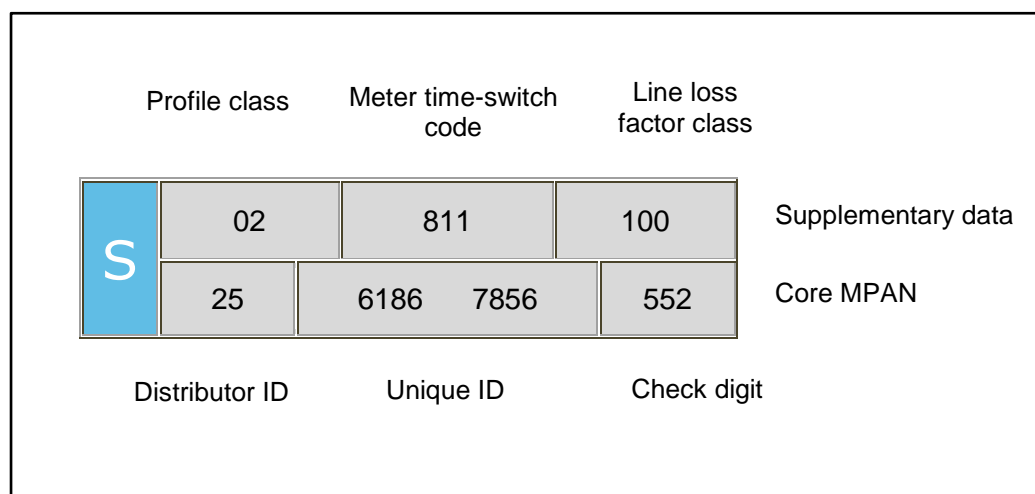 Profile class
Meter time-switch
code
Line loss
factor class
S
02 811 100
Supplementary data
25 6186 7856 552
Core MPAN
Distributor ID Unique ID Check digit